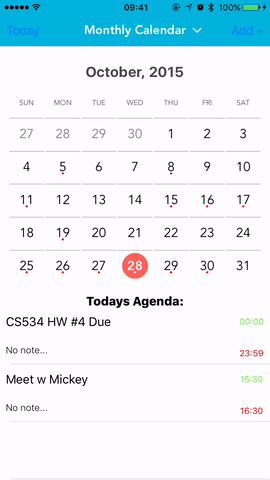 09:41 100%
Today Monthly Calendar Add +
October, 2015
SUN MON TUE WED THU FRI SAT
27 28 29 30 1 2 3
4 5 6 7 8 9 10
11 12 13 14 15 16 17
18 19 20 21 22 23 24
25 26 27 28 29 30 31
Todays Agenda:
CS534 HW #4 Due 00:00
No note... 23:59
Meet w Mickey 15:30
No note... 16:30